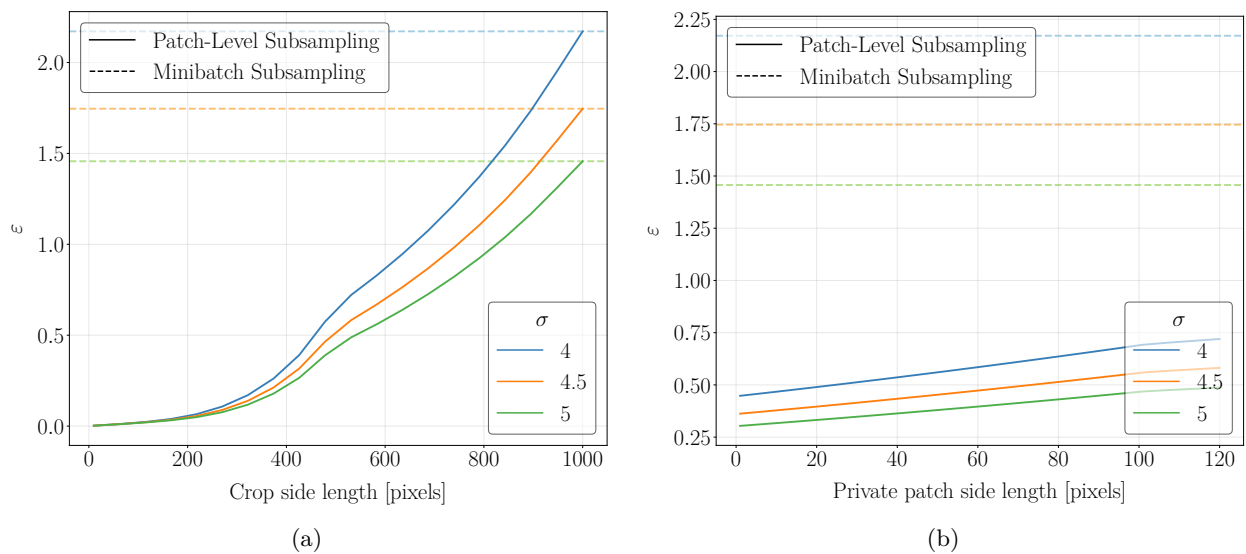 Patch-Level Subsampling
Minibatch Subsampling
2.0
1.5
1.0
0.5
0.0
ε
σ
4
4.5
5
0 200 400 600 800 1000
Crop side length [pixels]
(a)
Patch-Level Subsampling
Minibatch Subsampling
2.25
2.00
1.75
1.50
1.25
1.00
0.75
0.50
0.25
ε
σ
4
4.5
5
0 20 40 60 80 100 120
Private patch side length [pixels]
(b)